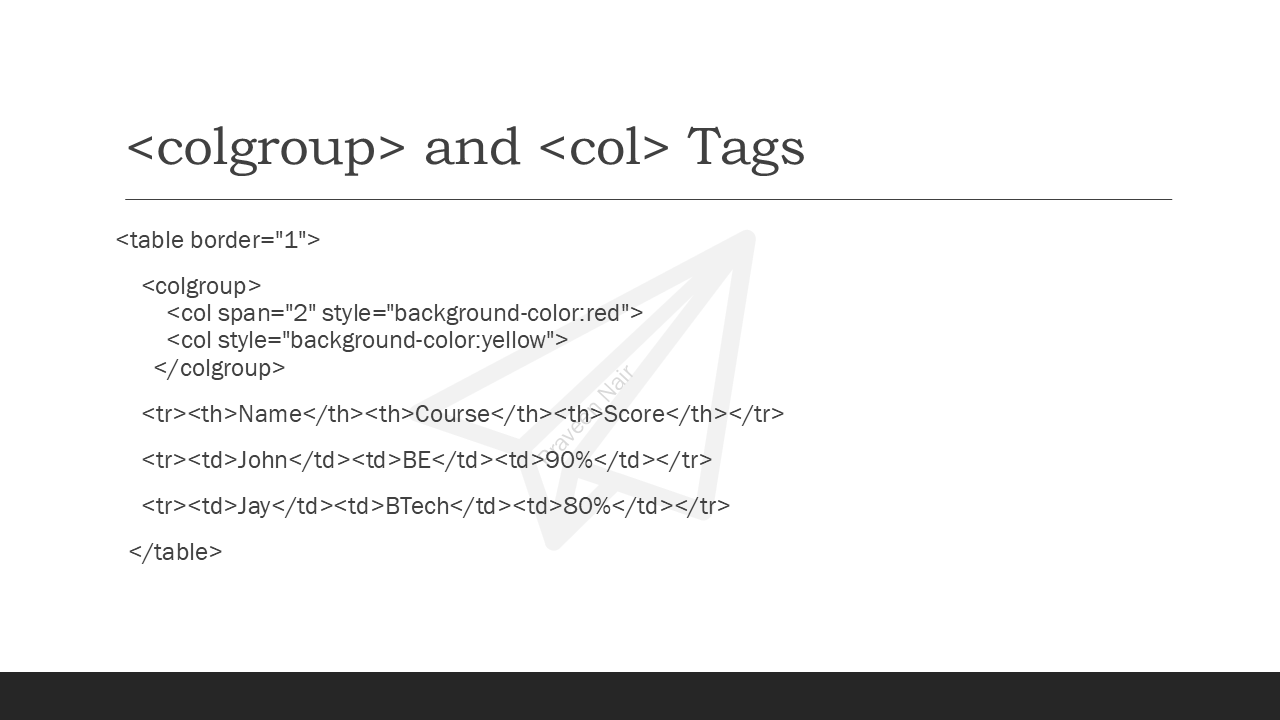 <colgroup> and <col> Tags
<table border="1">
<colgroup>
<col span="2" style="background-color:red">
<col style="background-color:yellow">
</colgroup>
<tr><th>Name</th><th>Course</th><th>Score</th></tr>
<tr><td>John</td><td>BE</td><td>90%</td></tr>
<tr><td>Jay</td><td>BTech</td><td>80%</td></tr>
</table>
Praveen Nair